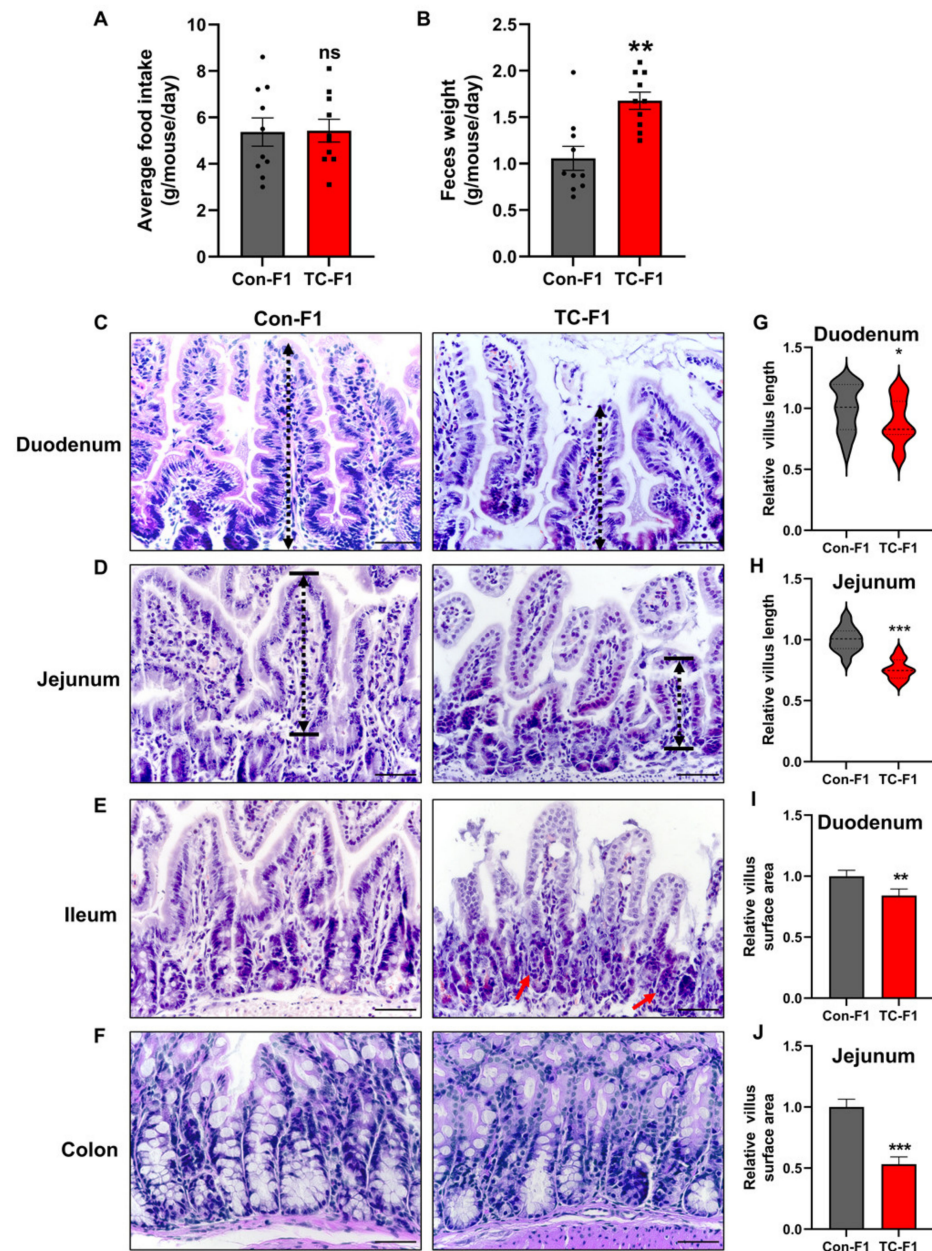 A
Average food intake
(g/mouse/day)
10
8
6
4
2
0
ns
Con-F1 TC-F1
B
Feces weight
(g/mouse/day)
2.5
2.0
1.5
1.0
0.5
0.0
**
Con-F1 TC-F1
Con-F1 TC-F1
C
Duodenum
D
Jejunum
E
Ileum
F
Colon
G
Duodenum
Relative villus length
1.5
1.0
0.5
0.0
*
Con-F1 TC-F1
H
Jejunum
Relative villus length
1.5
1.0
0.5
0.0
***
Con-F1 TC-F1
I
Duodenum
Relative villus
surface area
1.5
1.0
0.5
0.0
**
Con-F1 TC-F1
J
Jejunum
Relative villus
surface area
1.5
1.0
0.5
0.0
***
Con-F1 TC-F1